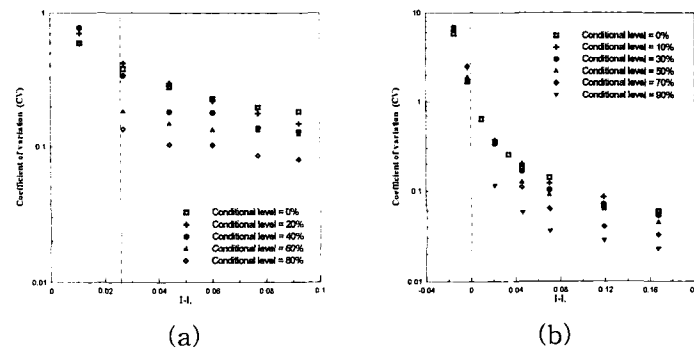 1
0.1
0.01
Coefficient of variation (CV)
Conditional level = 0%
Conditional level = 20%
Conditional level = 40%
Conditional level = 60%
Conditional level = 80%
0 0.02 0.04 0.06 0.08 0.1
(a)
10
1
0.1
0.01
Coefficient of variation (CV)
Conditional level = 0%
Conditional level = 10%
Conditional level = 30%
Conditional level = 50%
Conditional level = 70%
Conditional level = 90%
-0.04 0.00 0.04 0.08 0.12 0.16 0.20
(b)